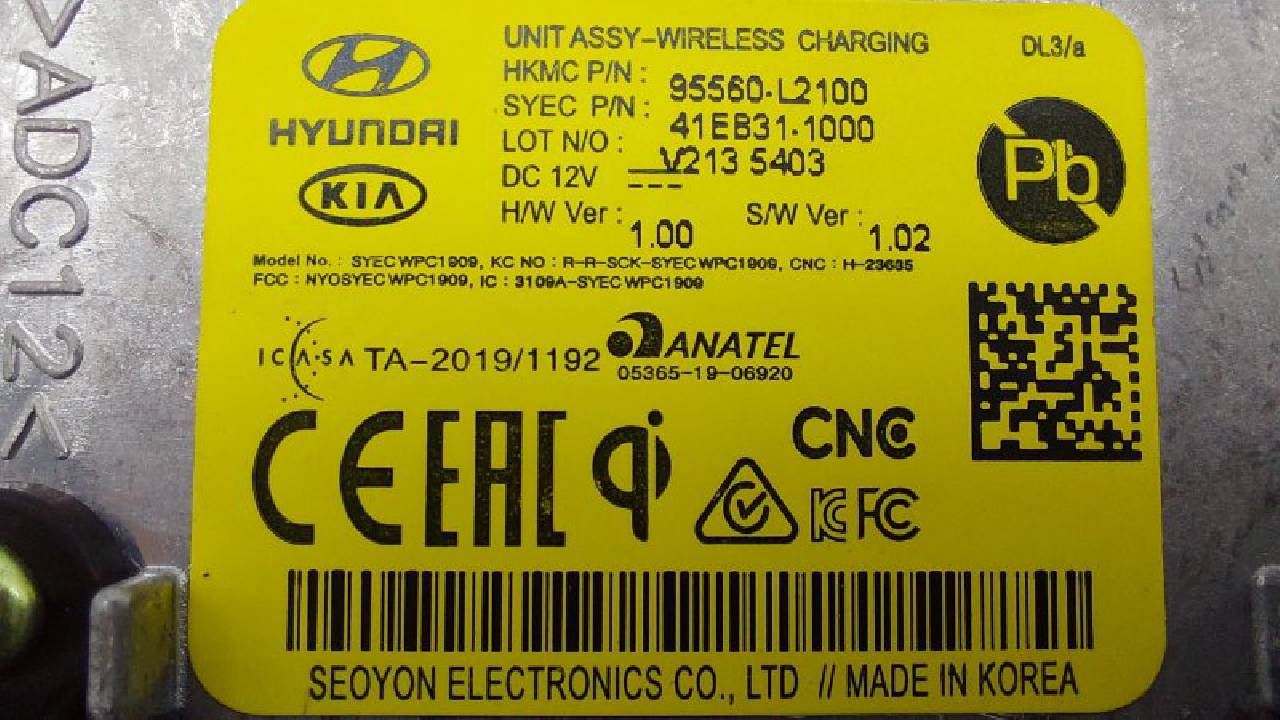 >ADC12<
HYUNDAI
KIA
UNIT ASSY-WIRELESS CHARGING
DL3/a
HKMC P/N : 95560-L2100
SYEC P/N : 41EB31-1000
LOT N/O : V213 5403
DC 12V
H/W Ver : 1.00 S/W Ver : 1.02
Pb
Model No. : SYECWPC1909, KC NO : R-R-SCK-SYECWPC1909, CNC : H-23635
FCC : NYOSYECWPC1909, IC : 3109A-SYECWPC1909
ICASA TA-2019/1192 ANATEL
05365-19-06920
CE EAC qi CNC
KC FC
SEOYON ELECTRONICS CO., LTD // MADE IN KOREA